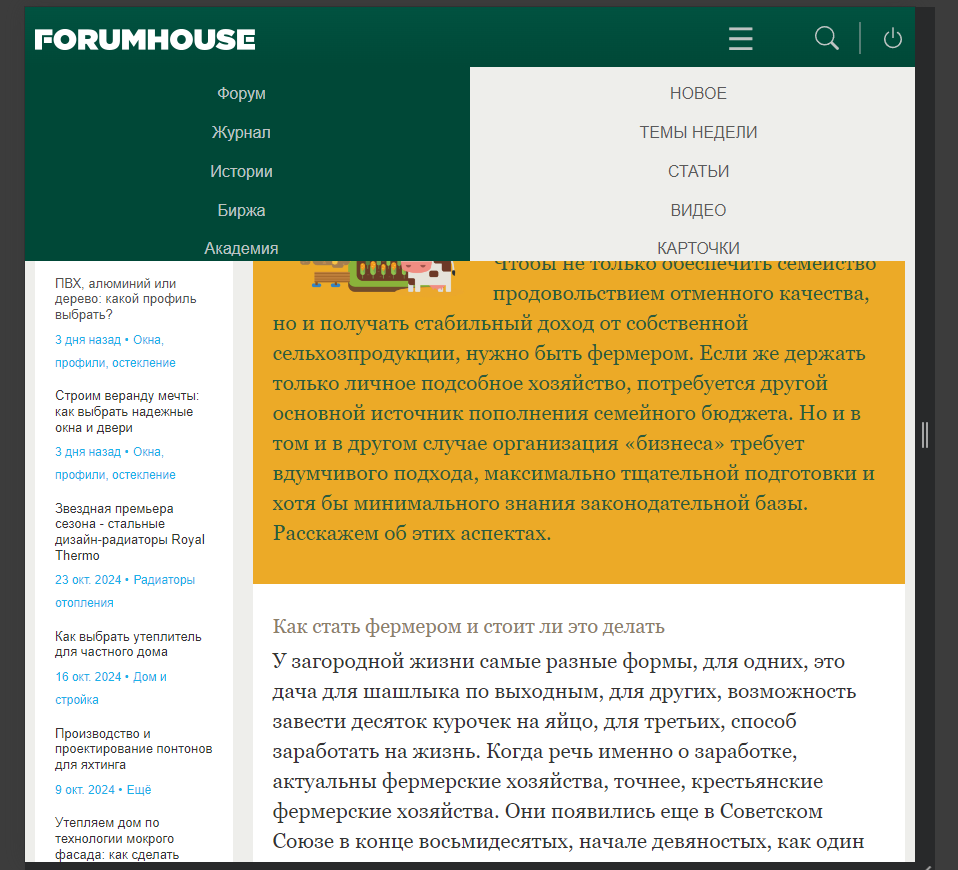 FORUMHOUSE
Форум
Журнал
Истории
Биржа
Академия
НОВОЕ
ТЕМЫ НЕДЕЛИ
СТАТЬИ
ВИДЕО
КАРТОЧКИ
ПВХ, алюминий или
дерево: какой профиль
выбрать?
3 дня назад • Окна,
профили, остекление
Строим веранду мечты:
как выбрать надежные
окна и двери
3 дня назад • Окна,
профили, остекление
Звездная премьера
сезона - стальные
дизайн-радиаторы Royal
Thermo
23 окт. 2024 • Радиаторы
отопления
Как выбрать утеплитель
для частного дома
16 окт. 2024 • Дом и
стройка
Производство и
проектирование понтонов
для яхтинга
9 окт. 2024 • Ещё
Утепляем дом по
технологии мокрого
фасада: как сделать
Чтобы не только обеспечить семейство
продовольствием отменного качества,
но и получать стабильный доход от собственной
сельхозпродукции, нужно быть фермером. Если же держать
только личное подсобное хозяйство, потребуется другой
основной источник пополнения семейного бюджета. Но и в
том и в другом случае организация «бизнеса» требует
вдумчивого подхода, максимально тщательной подготовки и
хотя бы минимального знания законодательной базы.
Расскажем об этих аспектах.
Как стать фермером и стоит ли это делать
У загородной жизни самые разные формы, для одних, это
дача для шашлыка по выходным, для других, возможность
завести десяток курочек на яйцо, для третьих, способ
заработать на жизнь. Когда речь именно о заработке,
актуальны фермерские хозяйства, точнее, крестьянские
фермерские хозяйства. Они появились еще в Советском
Союзе в конце восьмидесятых, начале девяностых, как один